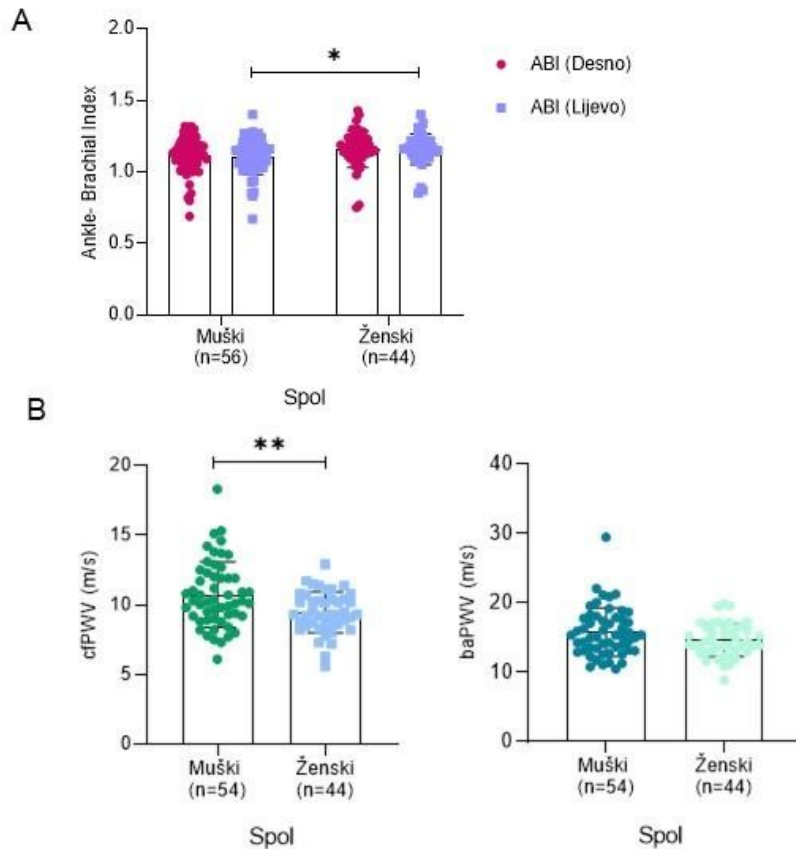 A
Ankle- Brachial Index
2.0
1.5
1.0
0.5
0.0
*
ABI (Desno)
ABI (Lijevo)
Muški
(n=56)
Ženski
(n=44)
Spol
B
cfPWV (m/s)
20
15
10
5
0
**
Muški
(n=54)
Ženski
(n=44)
Spol
baPWV (m/s)
40
30
20
10
0
Muški
(n=54)
Ženski
(n=44)
Spol